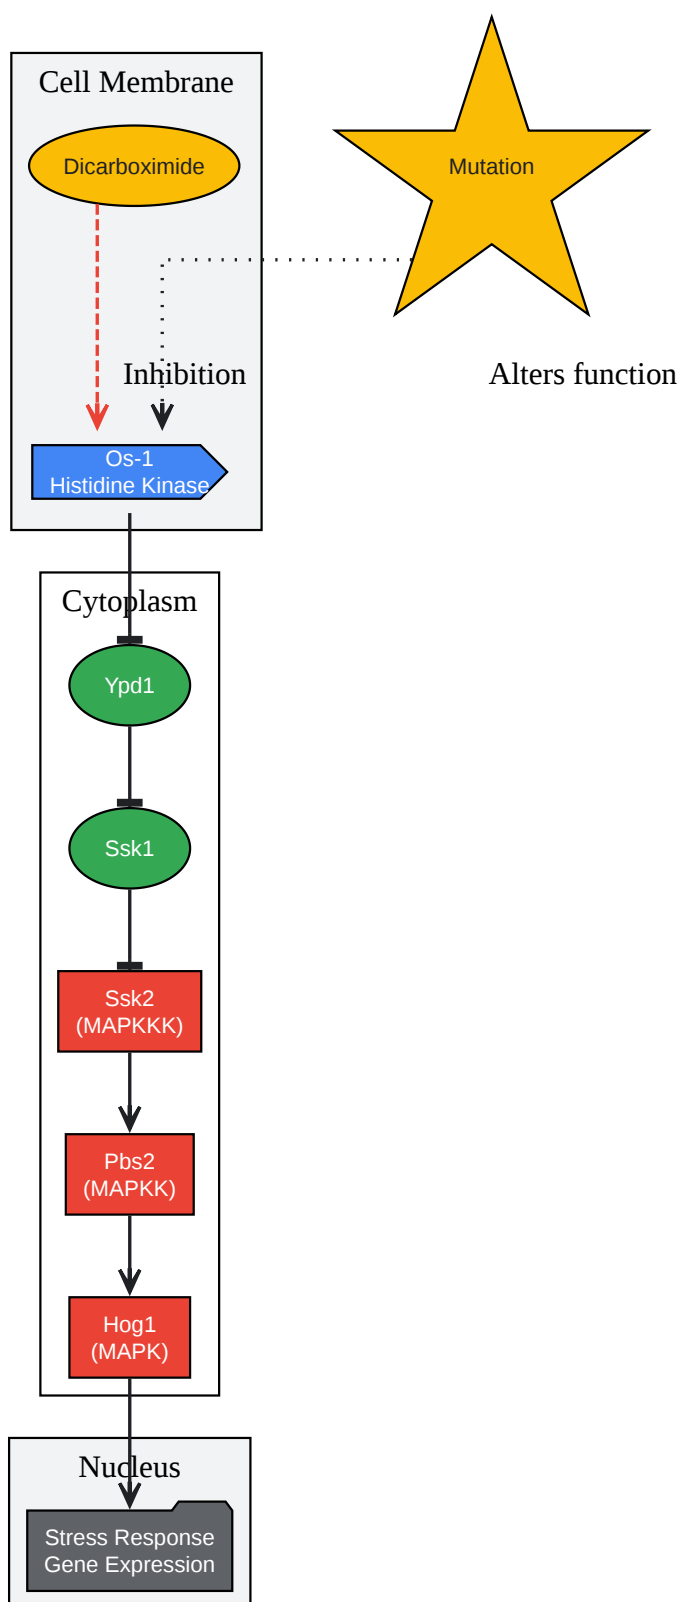 Cell Membrane
Dicarboximide
Mutation
Inhibition
Alters function
Os-1
Histidine Kinase
Cytoplasm
Ypd1
Ssk1
Ssk2
(MAPKKK)
Pbs2
(MAPKK)
Hog1
(MAPK)
Nucleus
Stress Response
Gene Expression